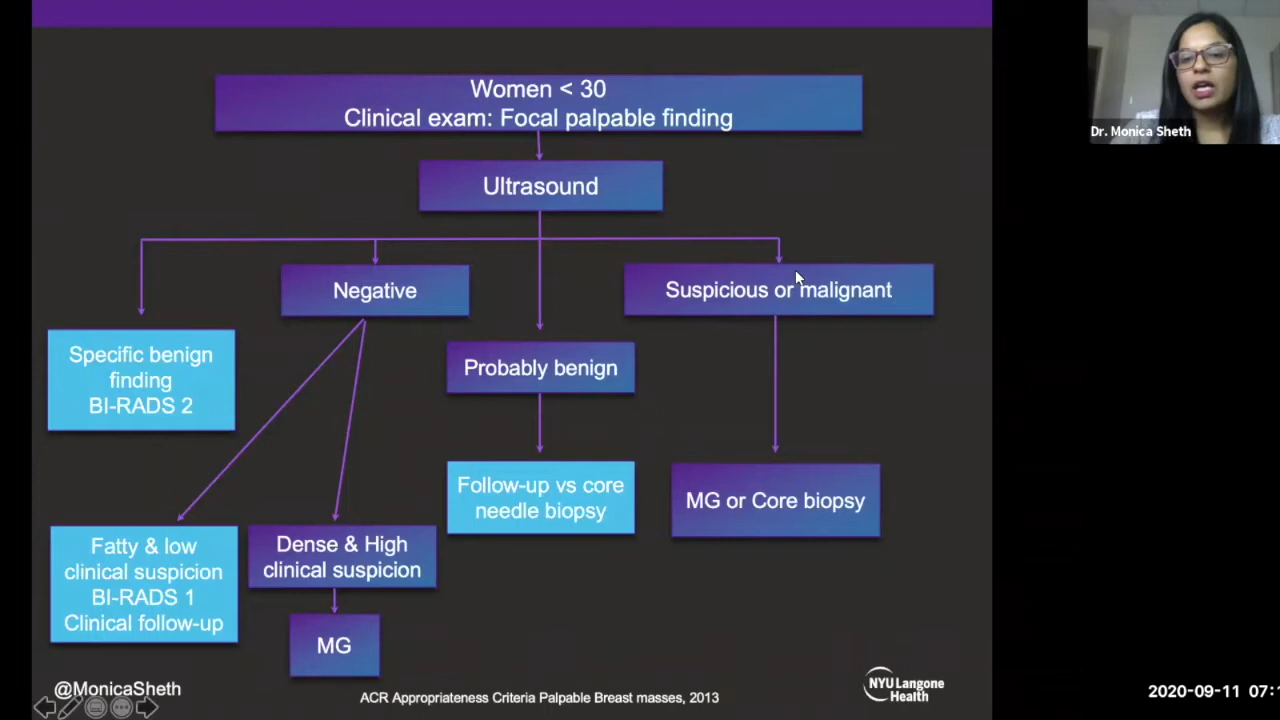 Women < 30
Clinical exam: Focal palpable finding
Ultrasound
Negative
Suspicious or malignant
Specific benign
finding
BI-RADS 2
Probably benign
Follow-up vs core
needle biopsy
MG or Core biopsy
Fatty & low
clinical suspicion
BI-RADS 1
Clinical follow-up
Dense & High
clinical suspicion
MG
@MonicaSheth
ACR Appropriateness Criteria Palpable Breast masses, 2013
NYU Langone
Health
Dr. Monica Sheth
2020-09-11